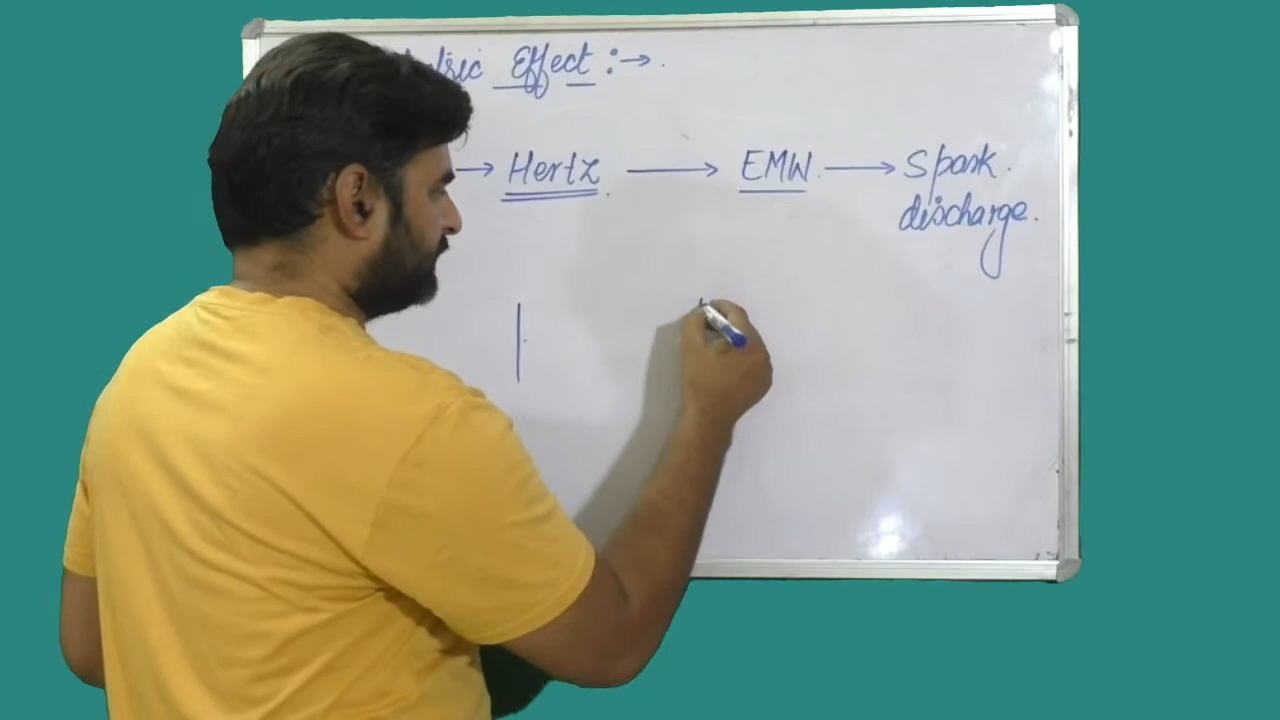 Effect :→.
→ Hertz. → EMW. → Spark.
discharge.